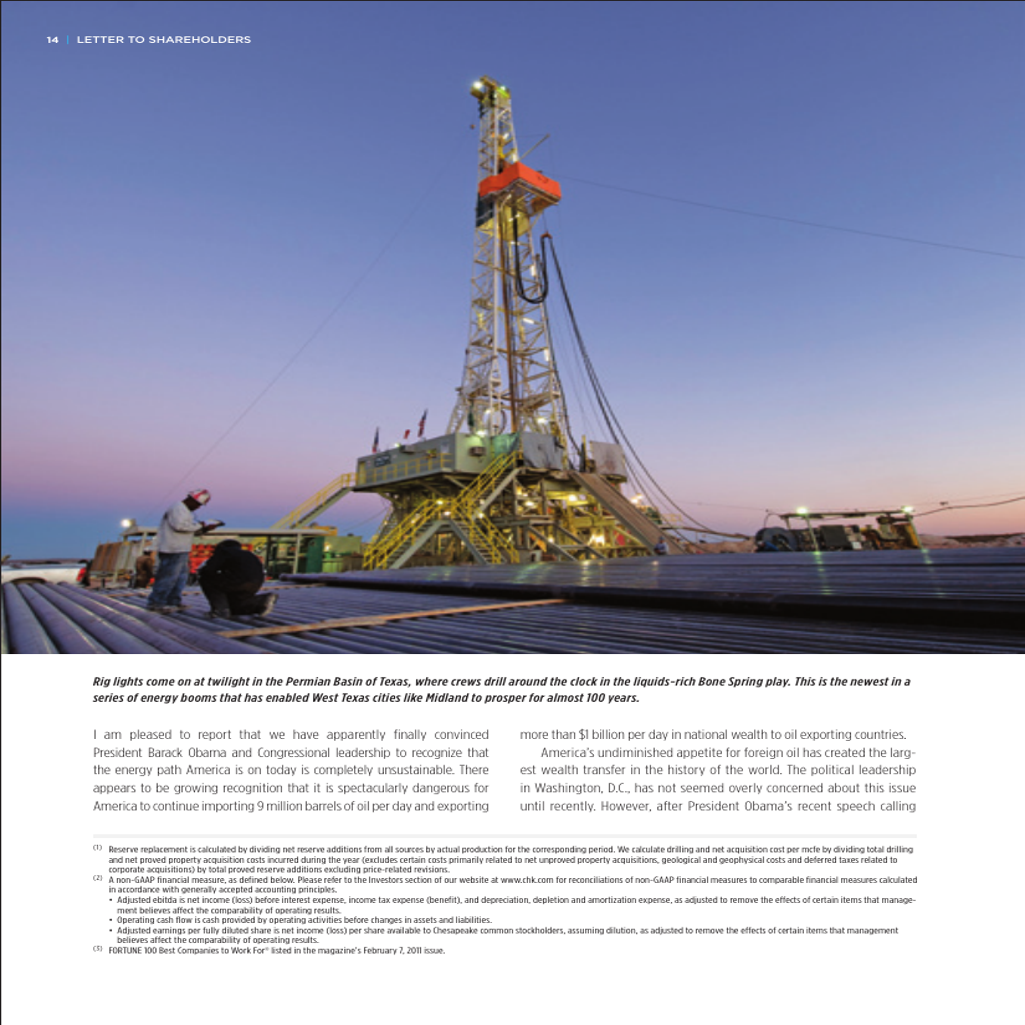 14 | LETTER TO SHAREHOLDERS
Rig lights come on at twilight in the Permian Basin of Texas, where crews drill around the clock in the liquids-rich Bone Spring play. This is the newest in a
series of energy booms that has enabled West Texas cities like Midland to prosper for almost 100 years.
I am pleased to report that we have apparently finally convinced
President Barack Obama and Congressional leadership to recognize that
the energy path America is on today is completely unsustainable. There
appears to be growing recognition that it is spectacularly dangerous for
America to continue importing 9 million barrels of oil per day and exporting
more than $1 billion per day in national wealth to oil exporting countries.
America's undiminished appetite for foreign oil has created the larg-
est wealth transfer in the history of the world. The political leadership
in Washington, D.C., has not seemed overly concerned about this issue
until recently. However, after President Obama's recent speech calling
(1) Reserve replacement is calculated by dividing net reserve additions from all sources by actual production for the corresponding period. We calculate drilling and net acquisition cost per mcfe by dividing total drilling
and net proved property acquisition costs incurred during the year (excludes certain costs primarily related to net unproved property acquisitions, geological and geophysical costs and deferred taxes related to
corporate acquisitions) by total proved reserve additions excluding price-related revisions.
(2) A non-GAAP financial measure, as defined below. Please refer to the Investors section of our website at www.chk.com for reconciliations of non-GAAP financial measures to comparable financial measures calculated
in accordance with generally accepted accounting principles.
• Adjusted ebitda is net income (loss) before interest expense, income tax expense (benefit), and depreciation, depletion and amortization expense, as adjusted to remove the effects of certain items that manage-
ment believes affect the comparability of operating results.
• Operating cash flow is cash provided by operating activities before changes in assets and liabilities.
• Adjusted earnings per fully diluted share is net income (loss) per share available to Chesapeake common stockholders, assuming dilution, as adjusted to remove the effects of certain items that management
believes affect the comparability of operating results.
(3) FORTUNE 100 Best Companies to Work For® listed in the magazine's February 7, 2011 issue.